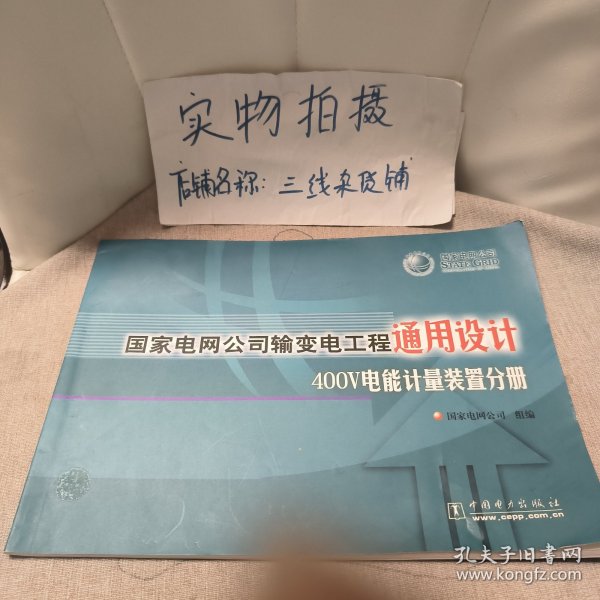 实物拍摄
店铺名称：三线杂货铺
国家电网公司
STATE GRID
国家电网公司输变电工程通用设计
400V电能计量装置分册
国家电网公司 组编
中国电力出版社
www.cepp.com.cn
孔夫子旧书网
www.kongfz.com